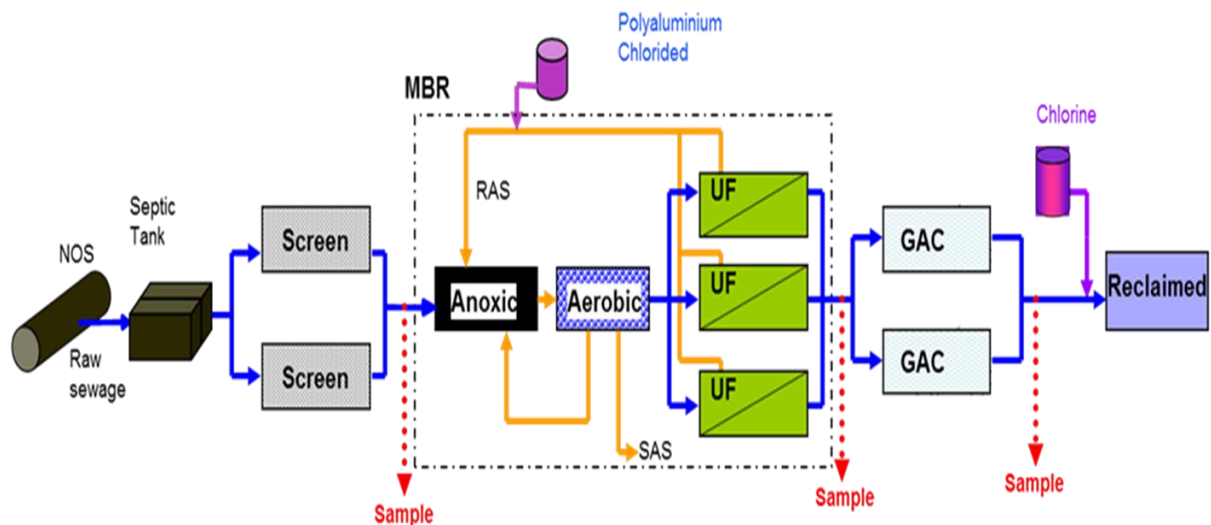 Polyaluminium
Chlorided
MBR
Chlorine
RAS
UF
Septic
Tank
Screen
GAC
NOS
Anoxic
Aerobic
UF
Reclaimed
Raw
sewage
Screen
UF
GAC
SAS
Sample
Sample
Sample